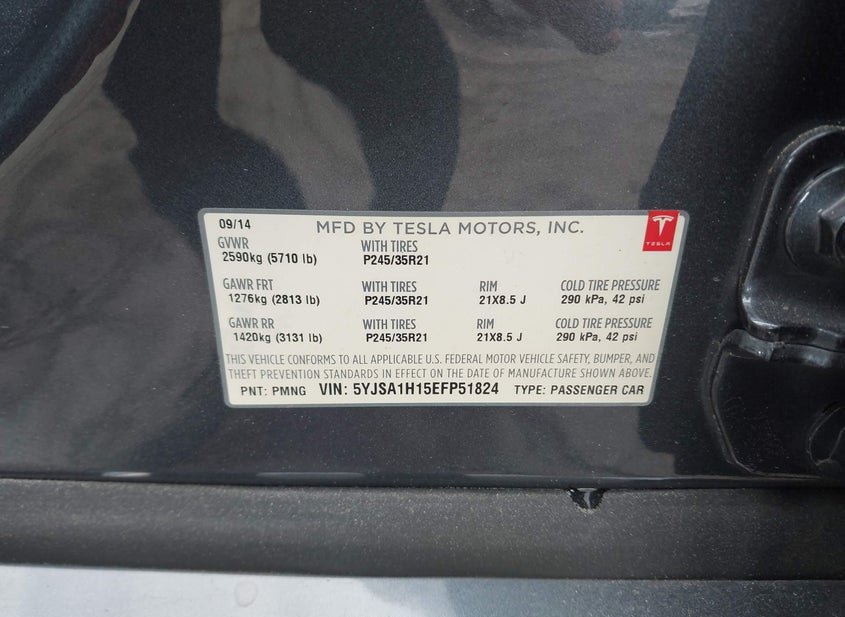 09/14 MFD BY TESLA MOTORS, INC.
TESLA
GVWR WITH TIRES
2590kg (5710 lb) P245/35R21
GAWR FRT WITH TIRES RIM COLD TIRE PRESSURE
1276kg (2813 lb) P245/35R21 21X8.5 J 290 kPa, 42 psi
GAWR RR WITH TIRES RIM COLD TIRE PRESSURE
1420kg (3131 lb) P245/35R21 21X8.5 J 290 kPa, 42 psi
THIS VEHICLE CONFORMS TO ALL APPLICABLE U.S. FEDERAL MOTOR VEHICLE SAFETY, BUMPER, AND
THEFT PREVENTION STANDARDS IN EFFECT ON THE DATE OF MANUFACTURE SHOWN ABOVE.
PNT: PMNG VIN: 5YJSA1H15EFP51824 TYPE: PASSENGER CAR